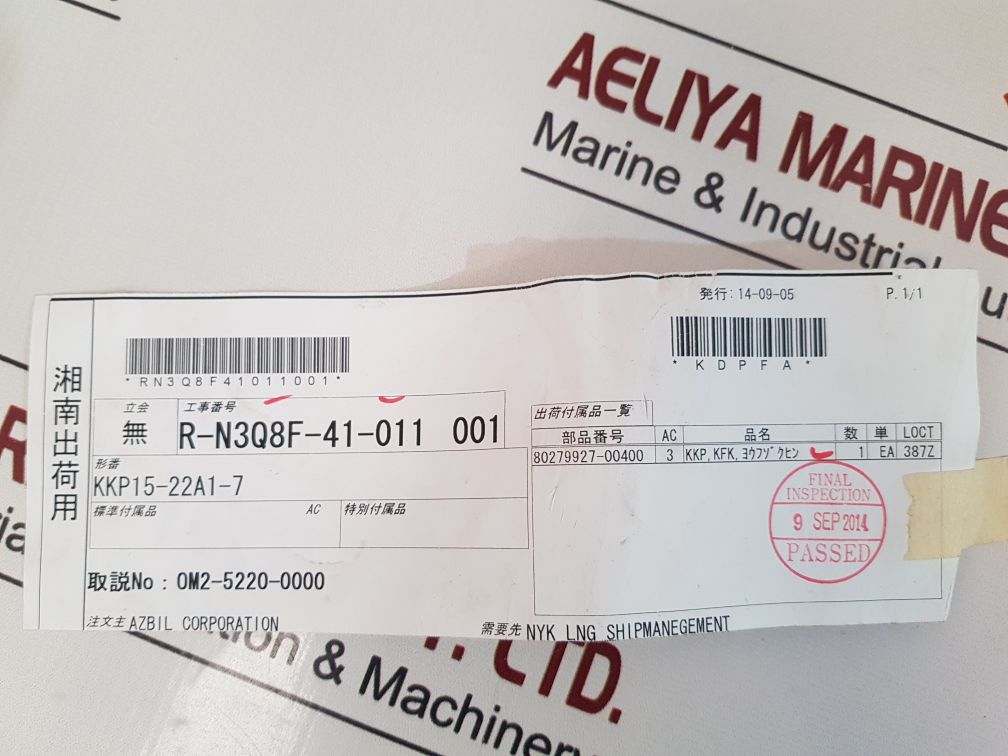 AELIYA MARINE
Marine & Industrial
発行:14-09-05 P.1/1
*RN3Q8F41011001*
*KDPFA*
湘南出荷用
立会 工事番号
無 R-N3Q8F-41-011 001
出荷付属品一覧
部品番号 AC 品名 数 単 LOCT
80279927-00400 3 KKP,KFK,ヨウフゾクヒン 1 EA 387Z
形番
KKP15-22A1-7
標準付属品 AC 特別付属品
FINAL
INSPECTION
9 SEP 2014
PASSED
取説No : OM2-5220-0000
注文主 AZBIL CORPORATION
需要先 NYK LNG SHIPMANEGEMENT
LTD.
& Machinery